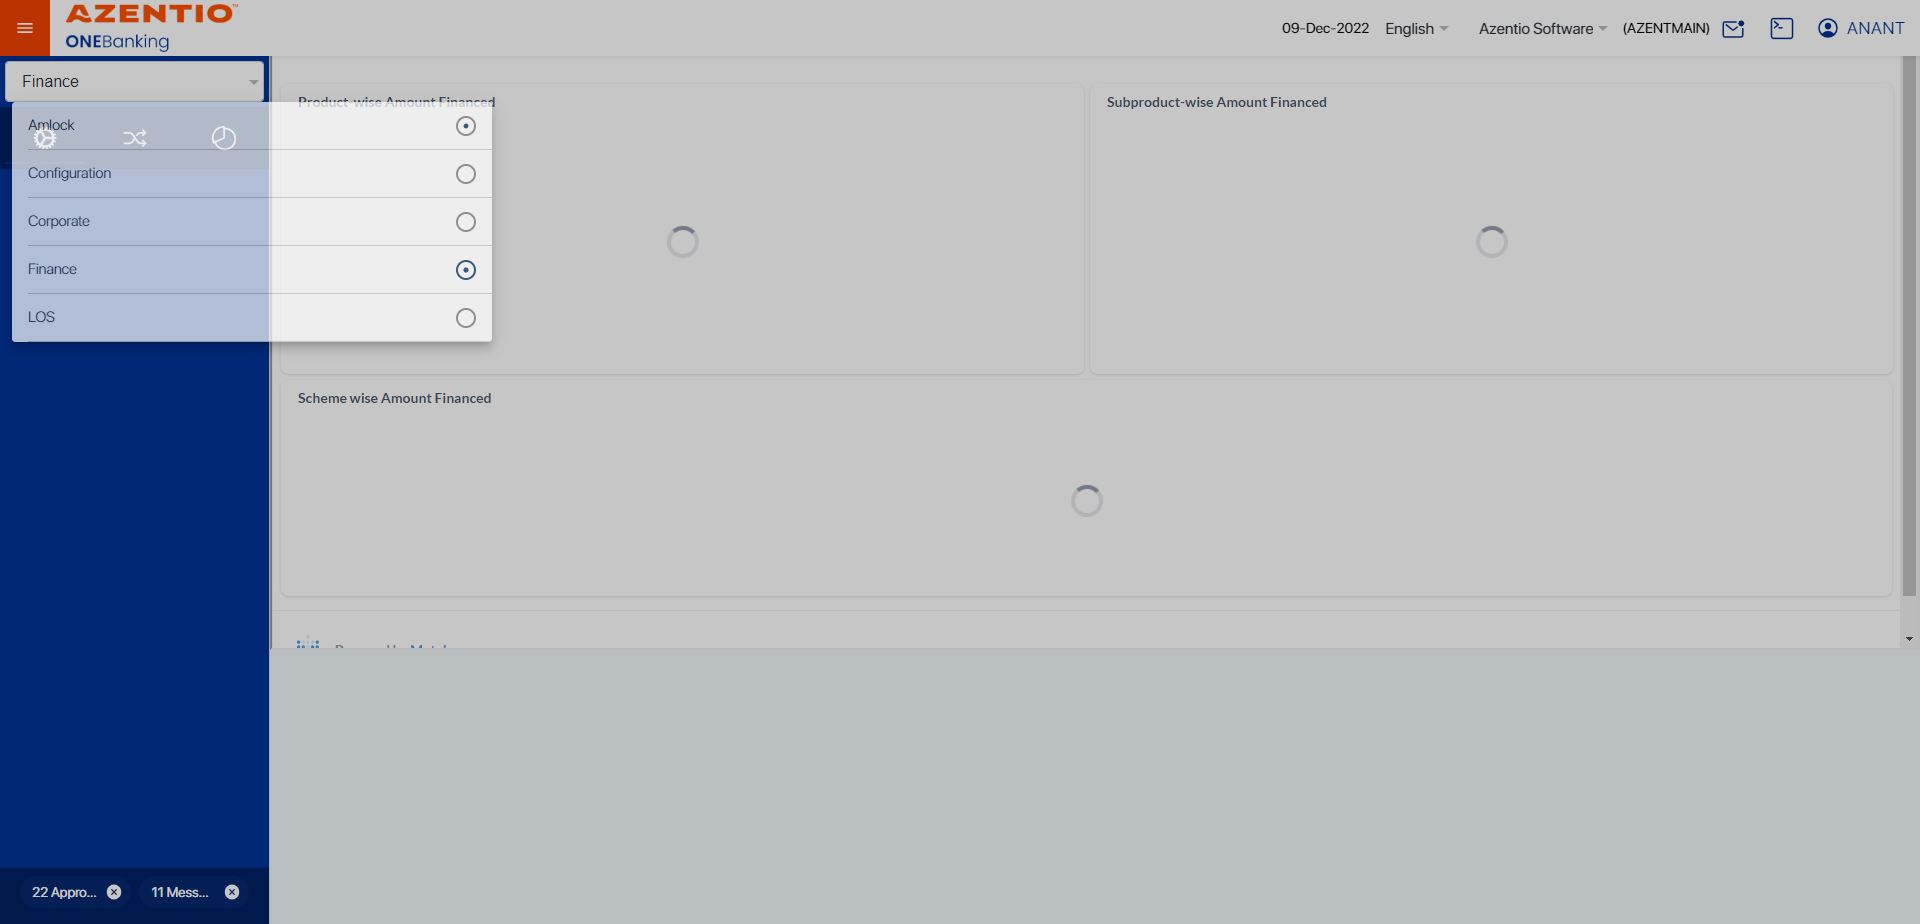 AZENTIO™
ONEBanking
09-Dec-2022 English Azentio Software (AZENTMAIN) ANANT
Finance
Amlock
Configuration
Corporate
Finance
LOS
Product-wise Amount Financed
Subproduct-wise Amount Financed
Scheme wise Amount Financed
22 Appro...
11 Mess...